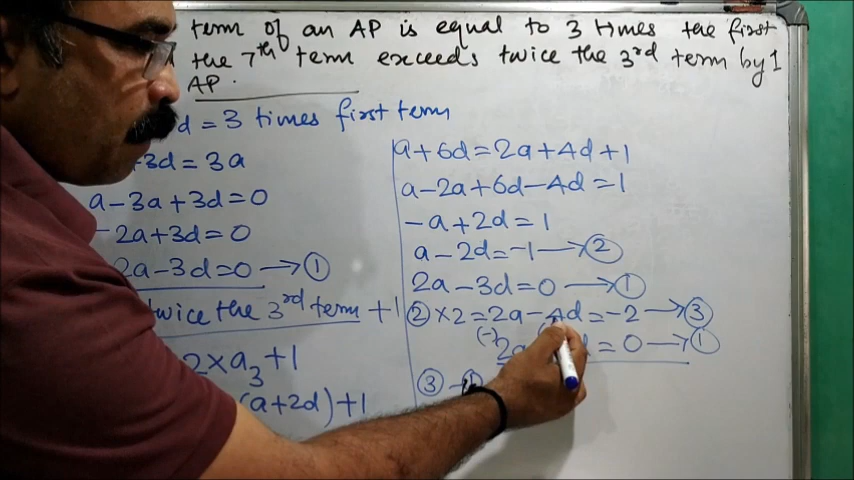 term of an AP is equal to 3 times the first
the 7th term exceeds twice the 3rd term by 1
AP.
d = 3 times first term
+3d = 3a
a-3a+3d=0
-2a+3d=0
2a-3d=0 → ①
twice the 3rd term + 1
2×a₃+1
(a+2d)+1
a+6d=2a+4d+1
a-2a+6d-4d=1
-a+2d=1
a-2d=-1 → ②
2a-3d=0 → ①
②×2=2a-4d=-2 → ③
(-) 2a d = 0 → ①
③-①